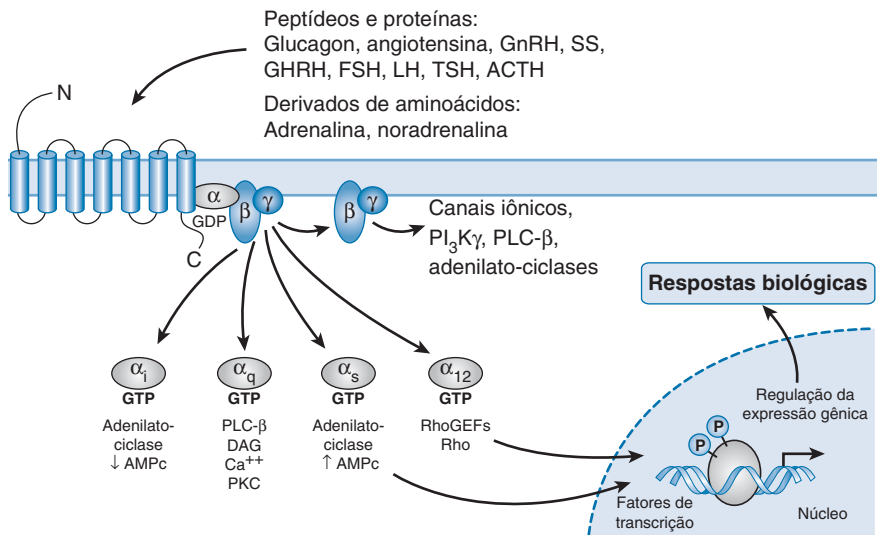 Peptídeos e proteínas:
Glucagon, angiotensina, GnRH, SS,
GHRH, FSH, LH, TSH, ACTH
Derivados de aminoácidos:
Adrenalina, noradrenalina
N
α
GDP
β
γ
C
β
γ
Canais iônicos,
PI3Kγ, PLC-β,
adenilato-ciclases
αi
GTP
Adenilato-
ciclase
↓ AMPc
αq
GTP
PLC-β
DAG
Ca++
PKC
αs
GTP
Adenilato-
ciclase
↑ AMPc
α12
GTP
RhoGEFs
Rho
Respostas biológicas
Regulação da
expressão gênica
P
P
Fatores de
transcrição
Núcleo